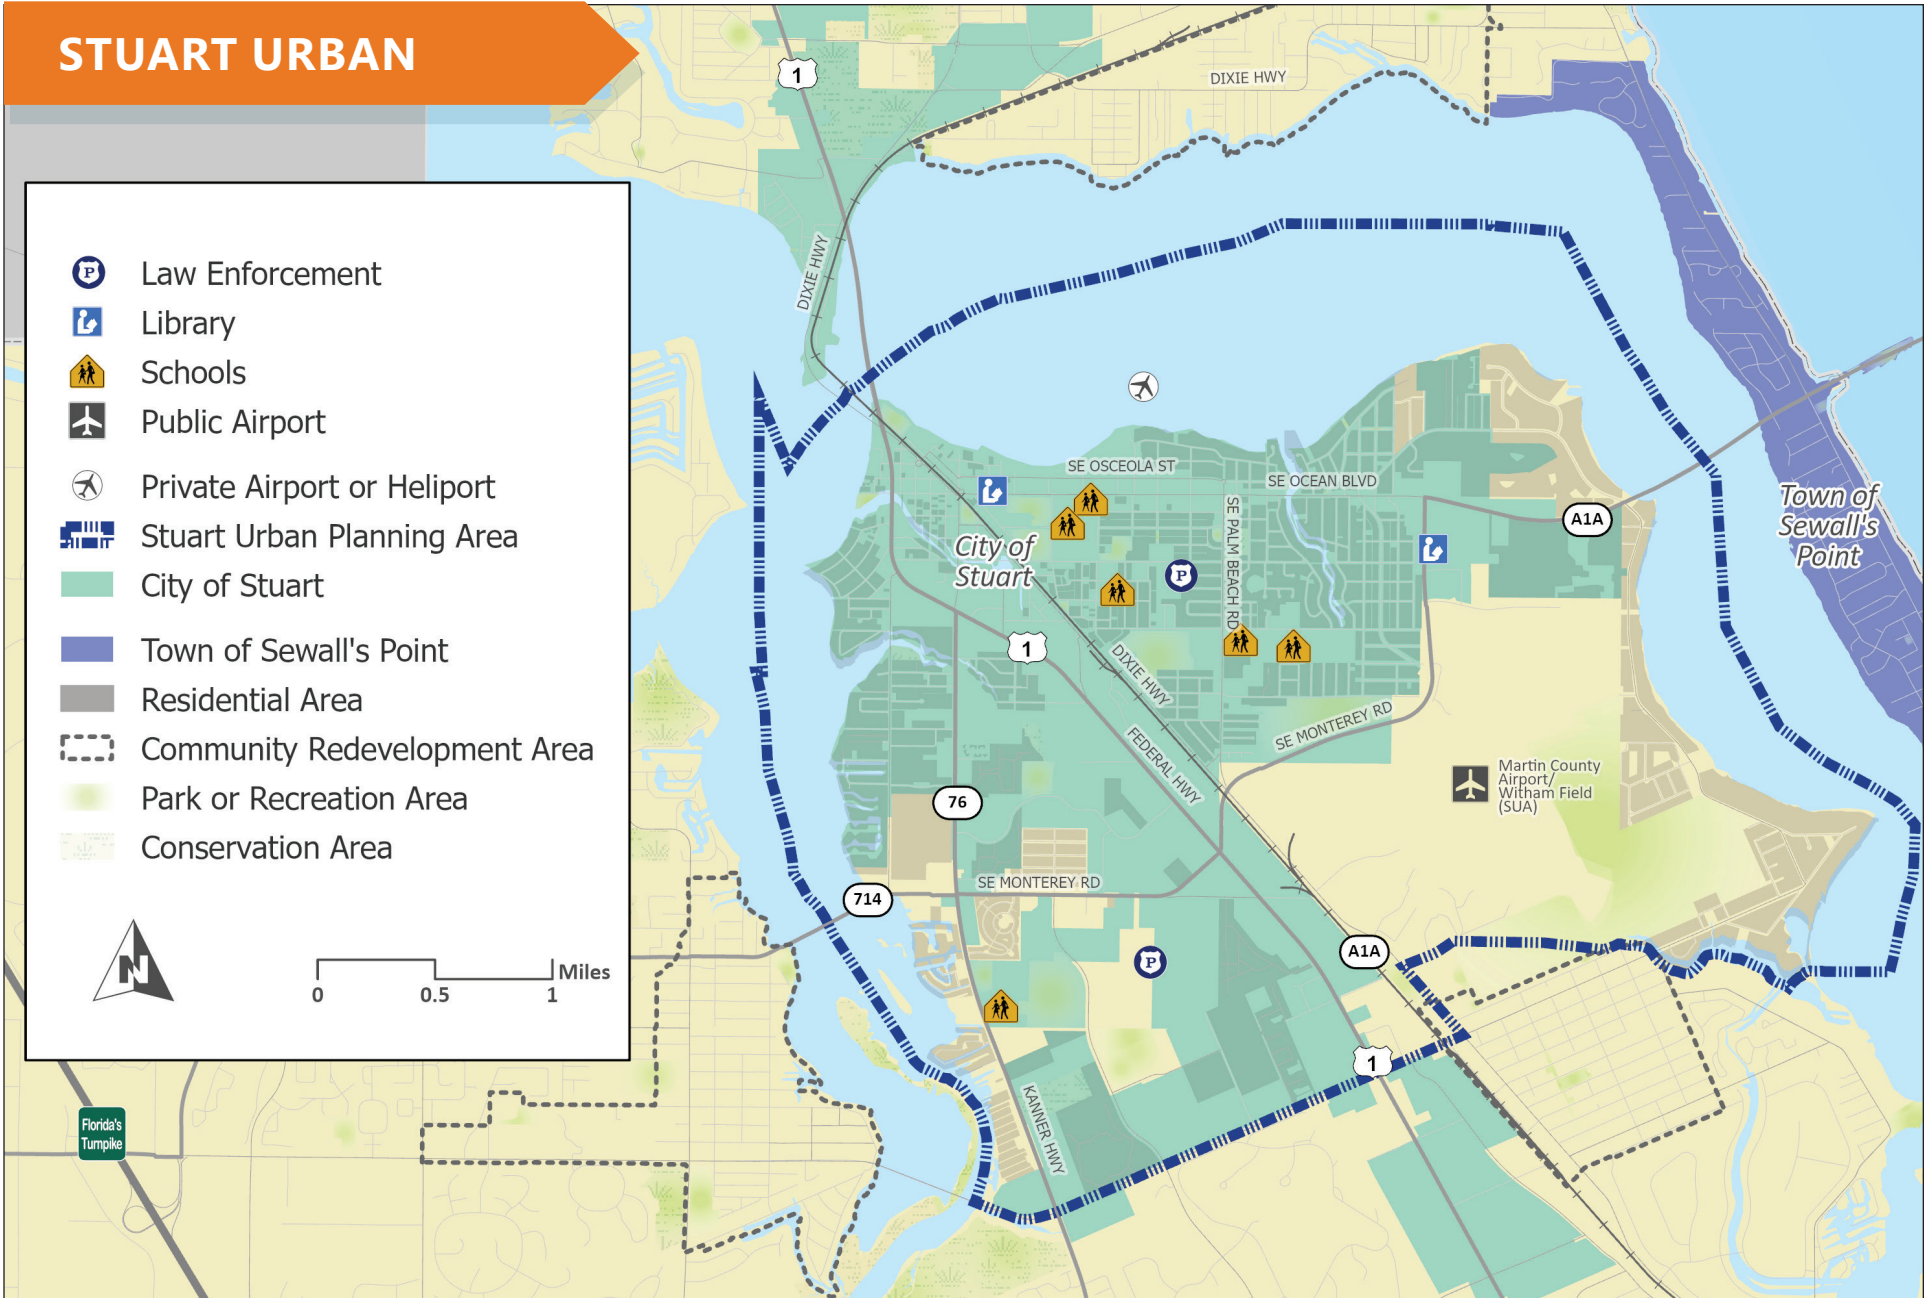 STUART URBAN
Law Enforcement
Library
Schools
Public Airport
Private Airport or Heliport
Stuart Urban Planning Area
City of Stuart
Town of Sewall's Point
Residential Area
Community Redevelopment Area
Park or Recreation Area
Conservation Area
N
0
0.5
1
Miles
1
DIXIE HWY
DIXIE HWY
SE OSCEOLA ST
SE OCEAN BLVD
SE PALM BEACH RD
A1A
Town of
Sewall's
Point
City of
Stuart
P
1
DIXIE HWY
FEDERAL HWY
SE MONTEREY RD
Martin County
Airport/
Witham Field
(SUA)
76
SE MONTEREY RD
714
P
A1A
1
KANNER HWY
Florida's
Turnpike